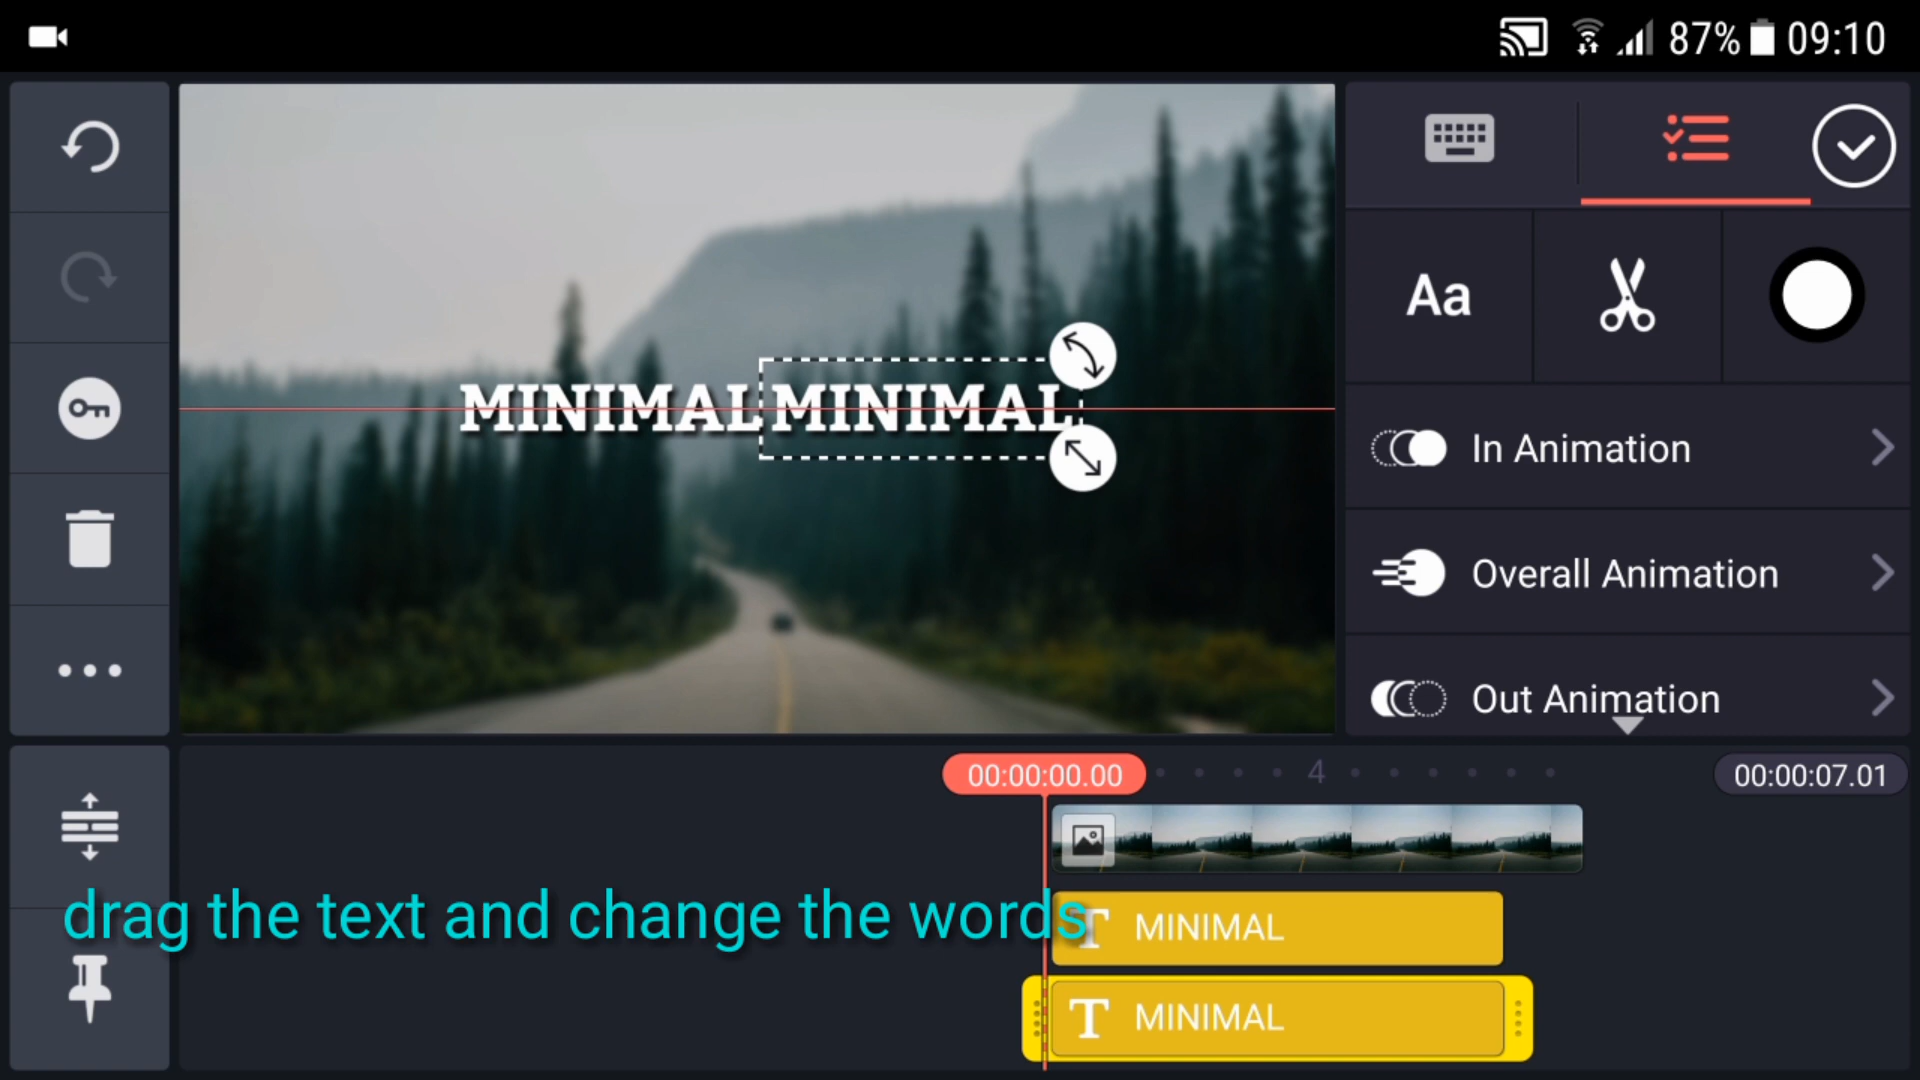 87% 09:10
Aa
MINIMAL MINIMAL
In Animation
Overall Animation
Out Animation
00:00:00.00 4 00:00:07.01
drag the text and change the words
T MINIMAL
T MINIMAL